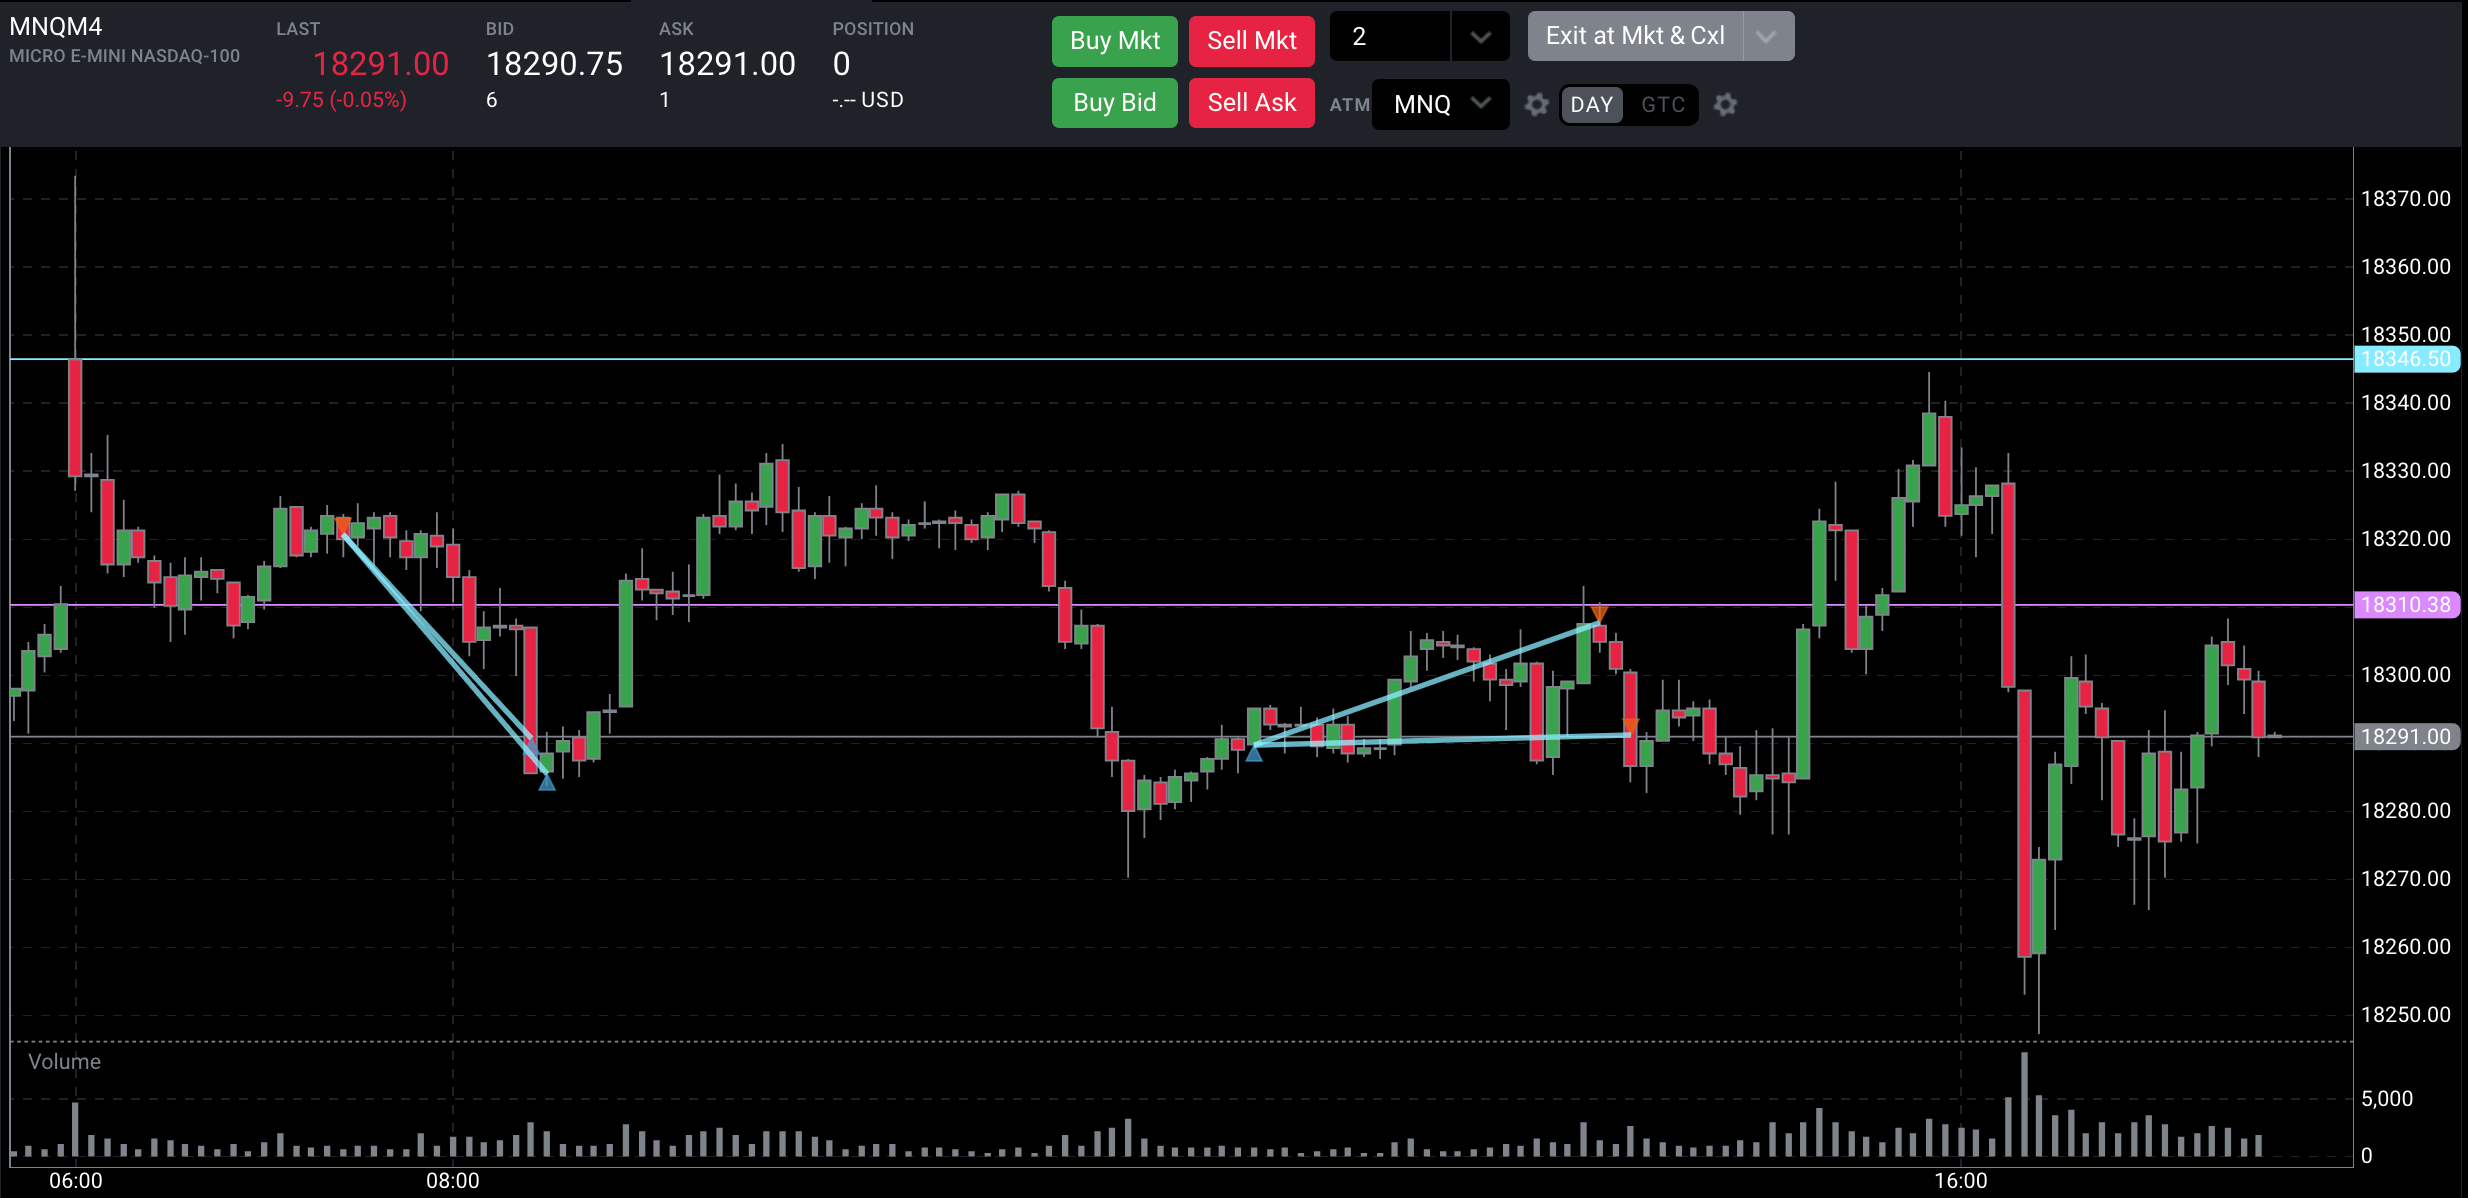 MNQM4
MICRO E-MINI NASDAQ-100
LAST
18291.00
-9.75 (-0.05%)
BID
18290.75
6
ASK
18291.00
1
POSITION
0
-.-- USD
Buy Mkt
Sell Mkt
2
Exit at Mkt & Cxl
Buy Bid
Sell Ask
ATM
MNQ
DAY
GTC
18370.00
18360.00
18350.00
18346.50
18340.00
18330.00
18320.00
18310.38
18300.00
18291.00
18280.00
18270.00
18260.00
18250.00
Volume
5,000
0
06:00
08:00
16:00